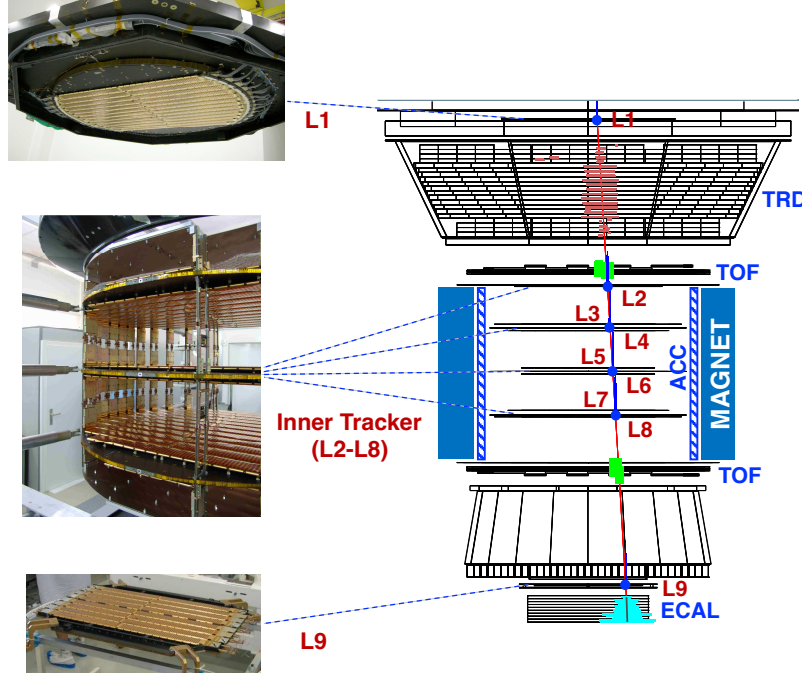 L1
L1
TRD
TOF
L2
L3
L4
L5
L6
L7
L8
ACC
MAGNET
Inner Tracker
(L2-L8)
TOF
L9
ECAL
L9